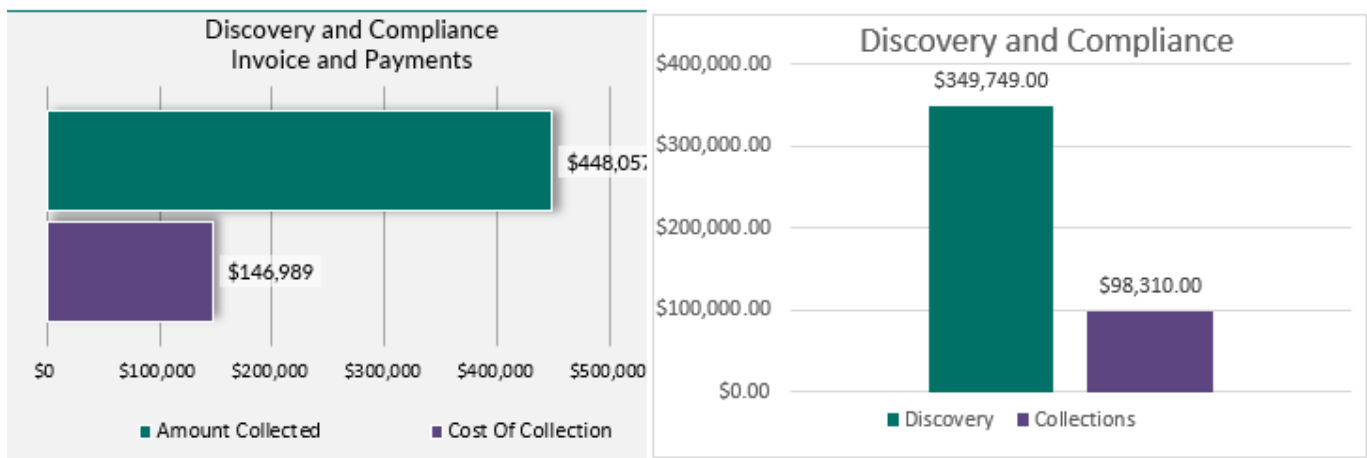 Discovery and Compliance
Invoice and Payments
$448,057
$146,989
$0 $100,000 $200,000 $300,000 $400,000 $500,000
Amount Collected Cost Of Collection
Discovery and Compliance
$400,000.00
$349,749.00
$300,000.00
$200,000.00
$98,310.00
$100,000.00
$0.00
Discovery Collections